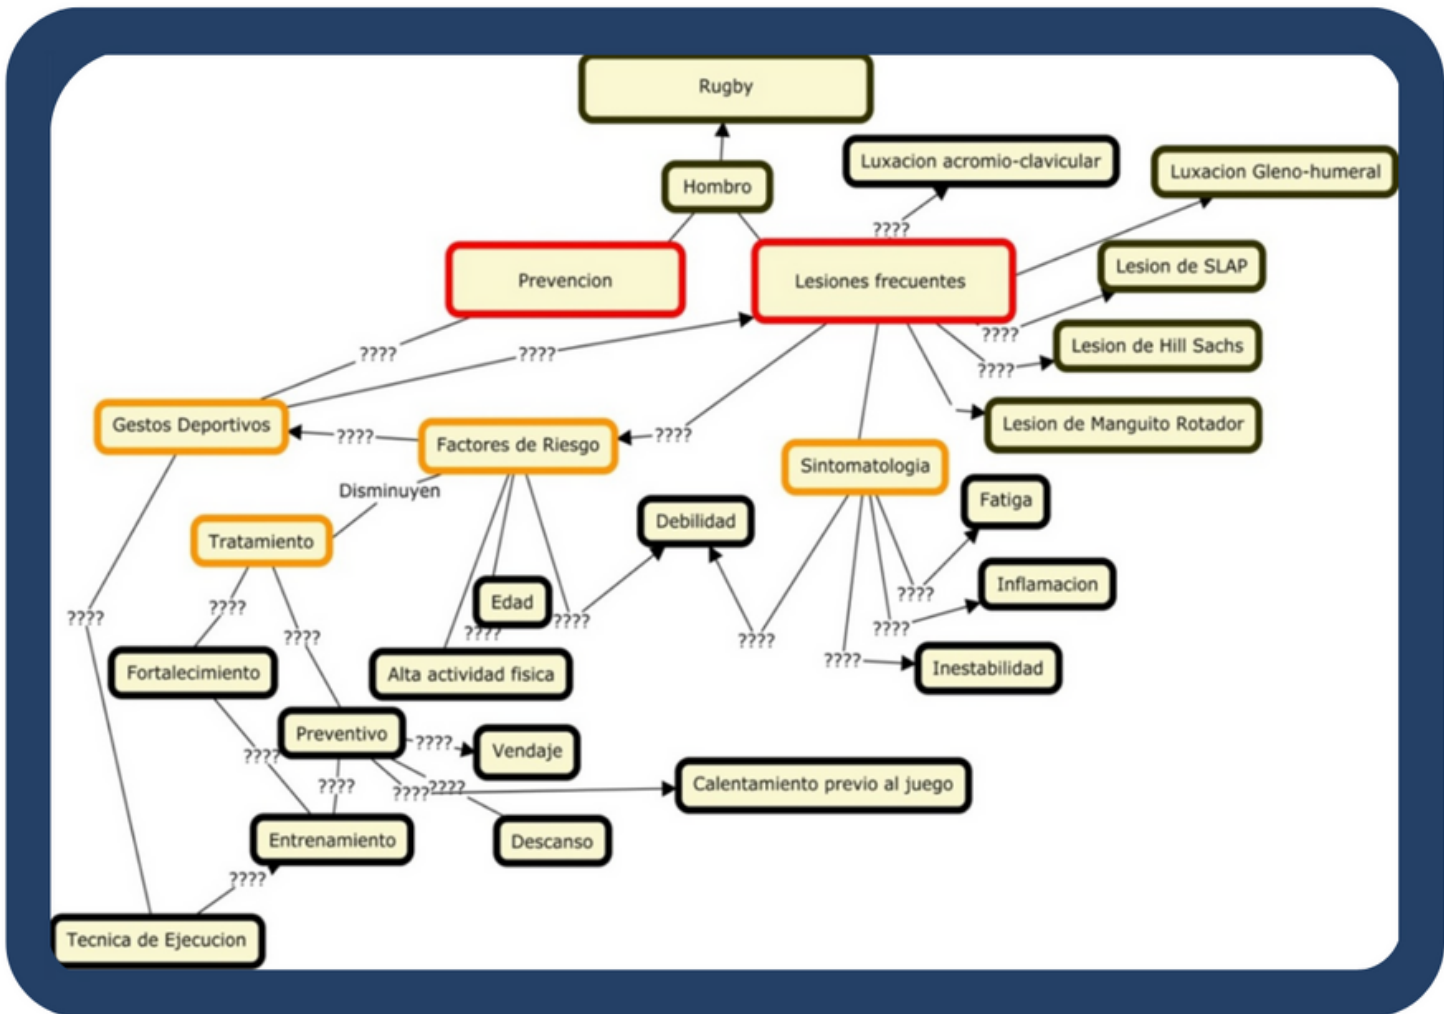 Rugby
Luxacion acromio-clavicular
Luxacion Gleno-humeral
Hombro
????
Prevencion
Lesiones frecuentes
Lesion de SLAP
????
Lesion de Hill Sachs
????
????
????
Gestos Deportivos
????
Factores de Riesgo
????
Lesion de Manguito Rotador
Sintomatologia
Disminuyen
Fatiga
Debilidad
Tratamiento
Inflamacion
Edad
????
????
????
????
????
????
????
????
????
Inestabilidad
Fortalecimiento
Alta actividad fisica
Preventivo
????
Vendaje
????
????
????
????
Calentamiento previo al juego
Entrenamiento
Descanso
????
Tecnica de Ejecucion